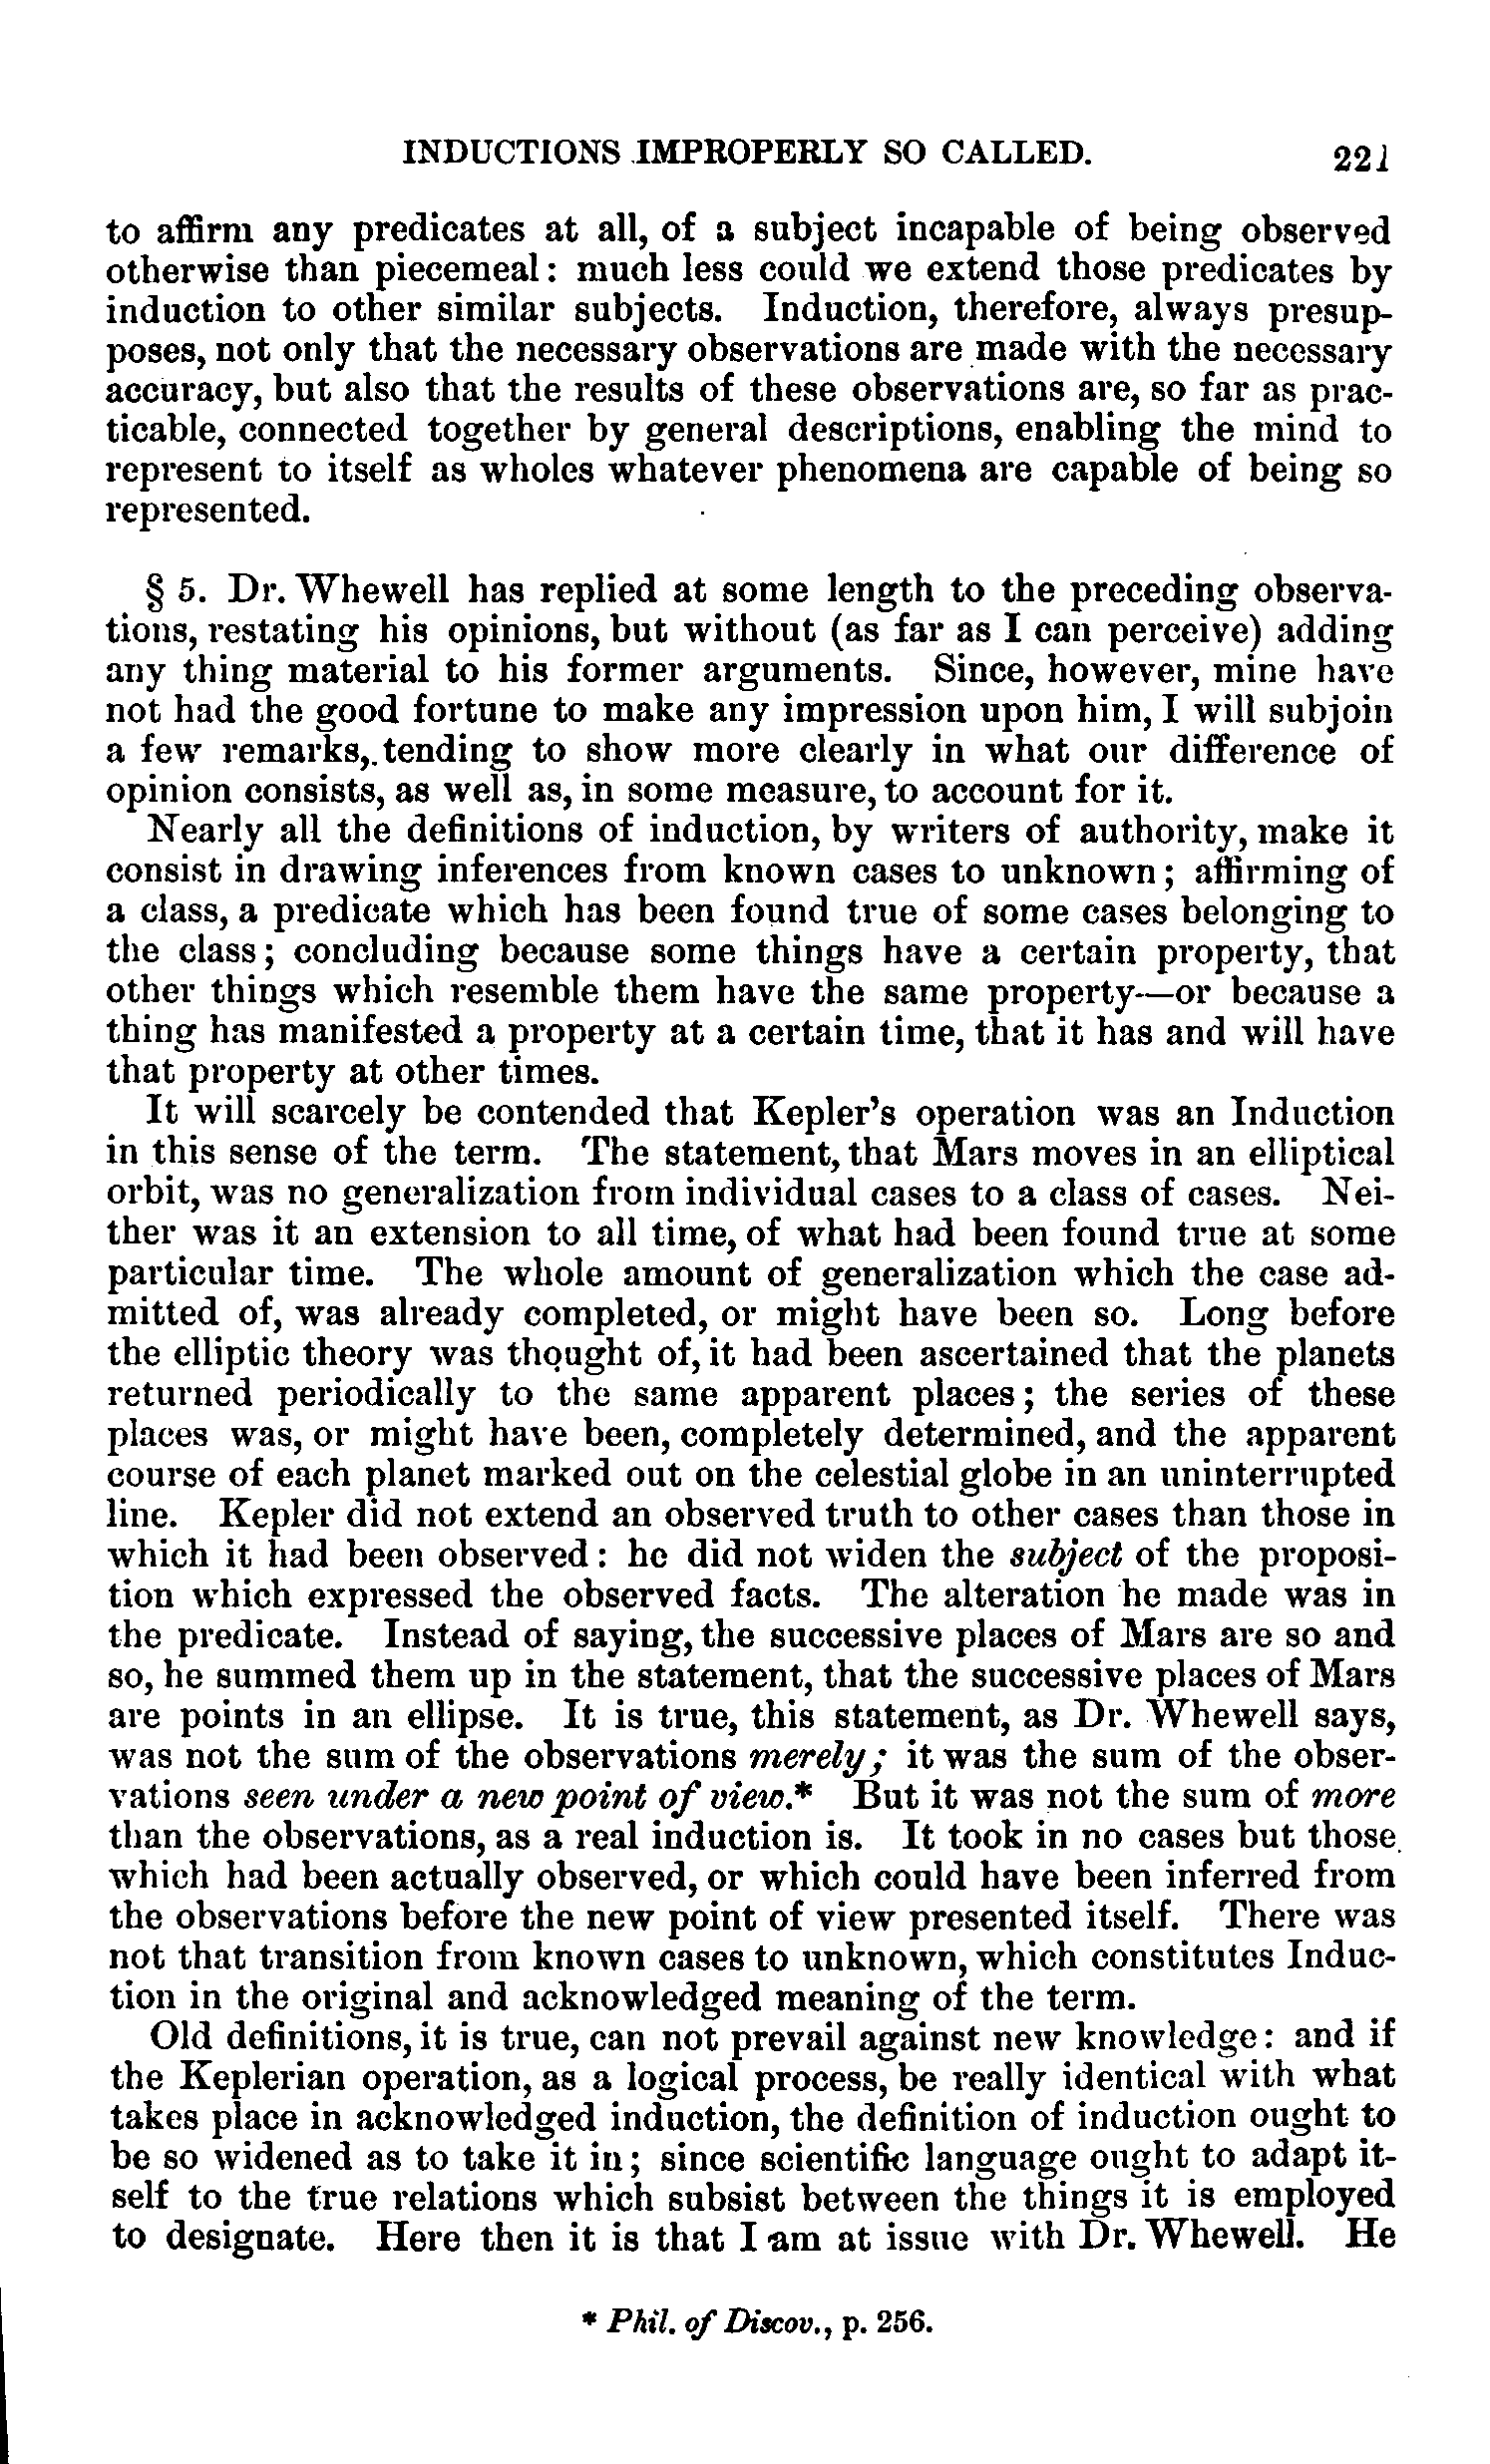 INDUCTIONS IMPROPERLY SO CALLED. 221
to affirm any predicates at all, of a subject incapable of being observed
otherwise than piecemeal: much less could we extend those predicates by
induction to other similar subjects. Induction, therefore, always presup-
poses, not only that the necessary observations are made with the necessary
accuracy, but also that the results of these observations are, so far as prac-
ticable, connected together by general descriptions, enabling the mind to
represent to itself as wholes whatever phenomena are capable of being so
represented.
§ 5. Dr. Whewell has replied at some length to the preceding observa-
tions, restating his opinions, but without (as far as I can perceive) adding
any thing material to his former arguments. Since, however, mine have
not had the good fortune to make any impression upon him, I will subjoin
a few remarks, tending to show more clearly in what our difference of
opinion consists, as well as, in some measure, to account for it.
Nearly all the definitions of induction, by writers of authority, make it
consist in drawing inferences from known cases to unknown; affirming of
a class, a predicate which has been found true of some cases belonging to
the class; concluding because some things have a certain property, that
other things which resemble them have the same property—or because a
thing has manifested a property at a certain time, that it has and will have
that property at other times.
It will scarcely be contended that Kepler's operation was an Induction
in this sense of the term. The statement, that Mars moves in an elliptical
orbit, was no generalization from individual cases to a class of cases. Nei-
ther was it an extension to all time, of what had been found true at some
particular time. The whole amount of generalization which the case ad-
mitted of, was already completed, or might have been so. Long before
the elliptic theory was thought of, it had been ascertained that the planets
returned periodically to the same apparent places; the series of these
places was, or might have been, completely determined, and the apparent
course of each planet marked out on the celestial globe in an uninterrupted
line. Kepler did not extend an observed truth to other cases than those in
which it had been observed: he did not widen the subject of the proposi-
tion which expressed the observed facts. The alteration he made was in
the predicate. Instead of saying, the successive places of Mars are so and
so, he summed them up in the statement, that the successive places of Mars
are points in an ellipse. It is true, this statement, as Dr. Whewell says,
was not the sum of the observations merely; it was the sum of the obser-
vations seen under a new point of view.* But it was not the sum of more
than the observations, as a real induction is. It took in no cases but those
which had been actually observed, or which could have been inferred from
the observations before the new point of view presented itself. There was
not that transition from known cases to unknown, which constitutes Induc-
tion in the original and acknowledged meaning of the term.
Old definitions, it is true, can not prevail against new knowledge: and if
the Keplerian operation, as a logical process, be really identical with what
takes place in acknowledged induction, the definition of induction ought to
be so widened as to take it in; since scientific language ought to adapt it-
self to the true relations which subsist between the things it is employed
to designate. Here then it is that I am at issue with Dr. Whewell. He
* Phil. of Discov., p. 256.